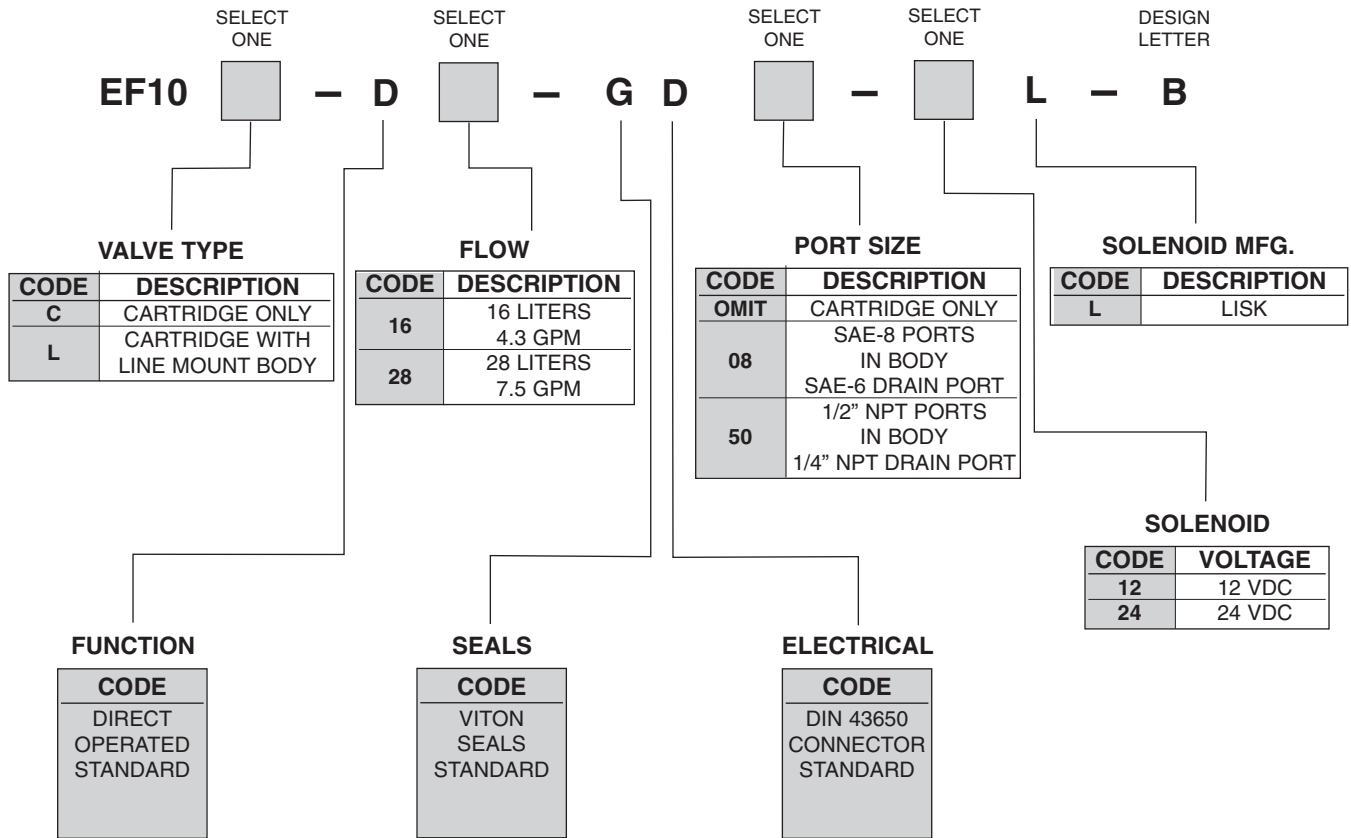 SELECT
ONE
SELECT
ONE
SELECT
ONE
SELECT
ONE
DESIGN
LETTER
EF10 – D – G D – L – B
VALVE TYPE
CODE DESCRIPTION
C CARTRIDGE ONLY
L CARTRIDGE WITH
LINE MOUNT BODY
FLOW
CODE DESCRIPTION
16 16 LITERS
4.3 GPM
28 28 LITERS
7.5 GPM
PORT SIZE
CODE DESCRIPTION
OMIT CARTRIDGE ONLY
08 SAE-8 PORTS
IN BODY
SAE-6 DRAIN PORT
50 1/2” NPT PORTS
IN BODY
1/4” NPT DRAIN PORT
SOLENOID MFG.
CODE DESCRIPTION
L LISK
SOLENOID
CODE VOLTAGE
12 12 VDC
24 24 VDC
FUNCTION
CODE
DIRECT
OPERATED
STANDARD
SEALS
CODE
VITON
SEALS
STANDARD
ELECTRICAL
CODE
DIN 43650
CONNECTOR
STANDARD